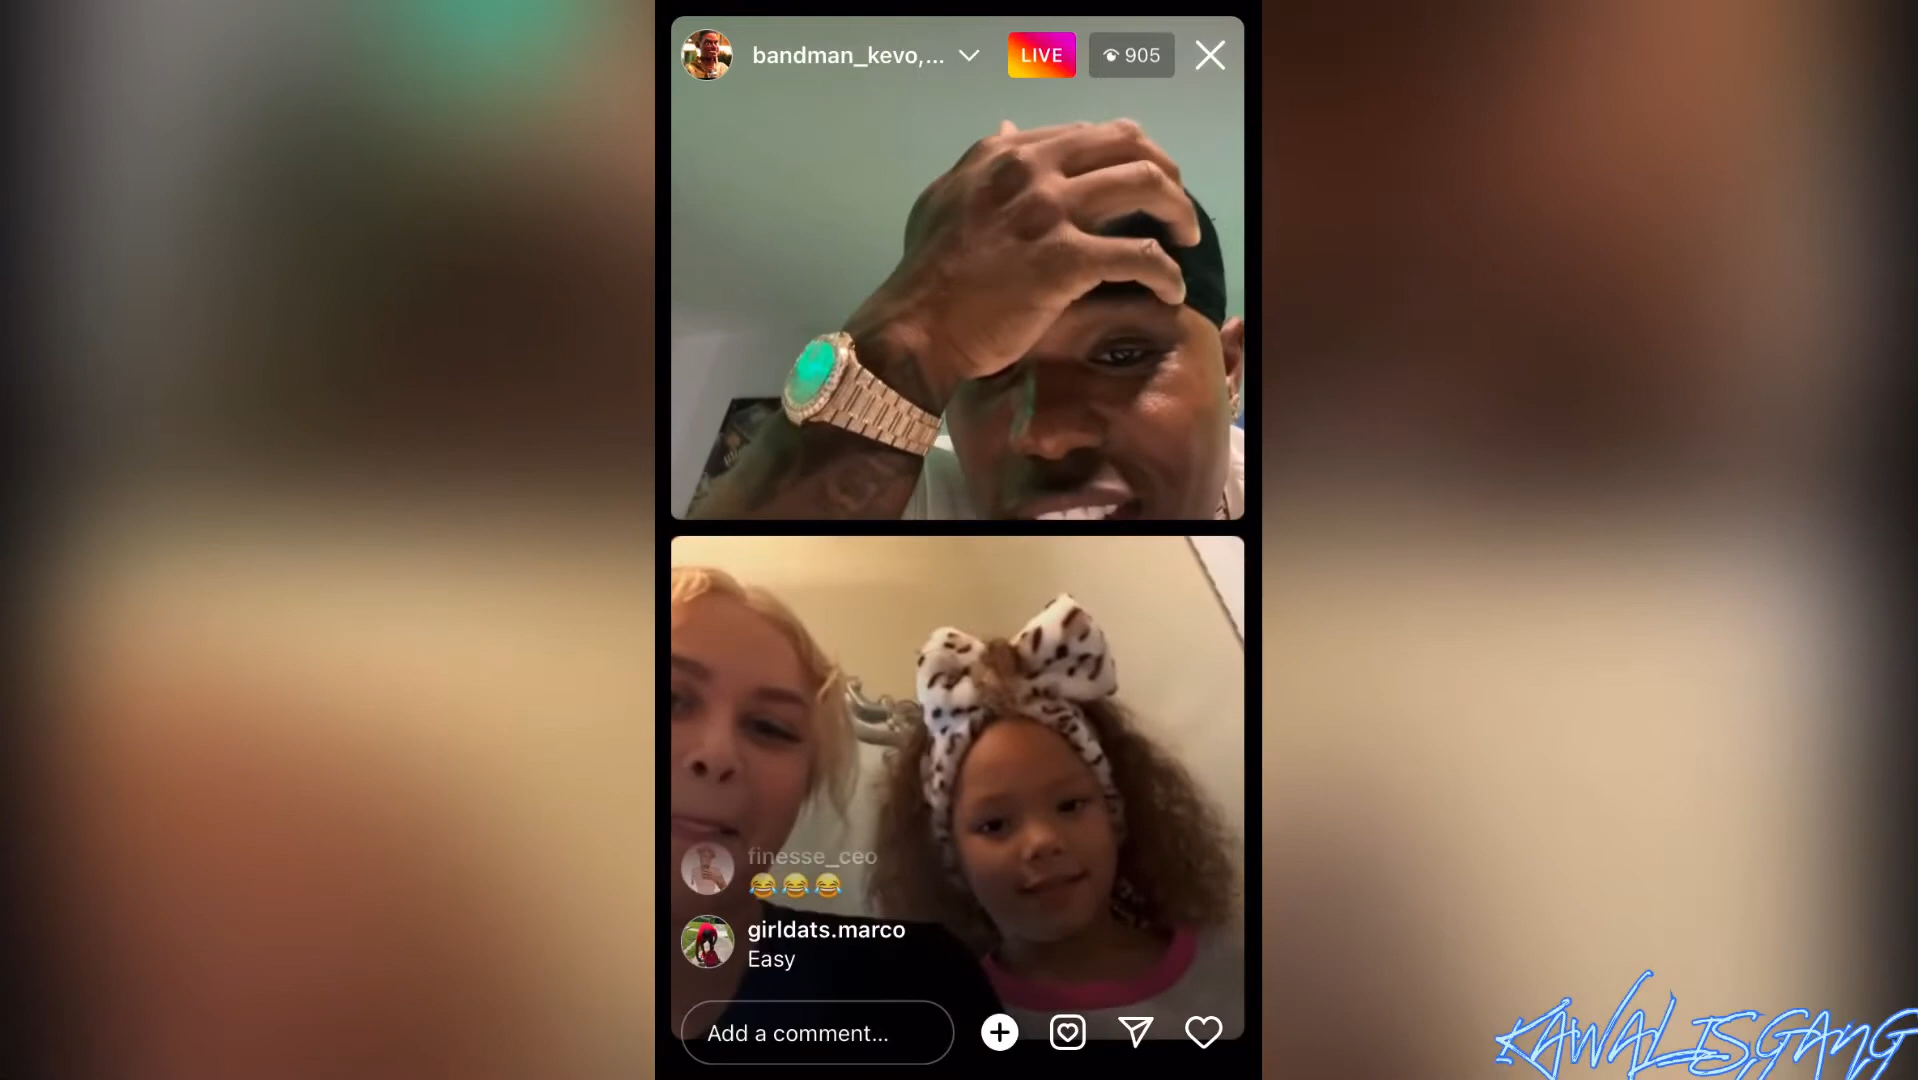 bandman_kevo,...
LIVE
905
finesse_ceo
😂😂😂
girldats.marco
Easy
Add a comment...
KAWALISGANG